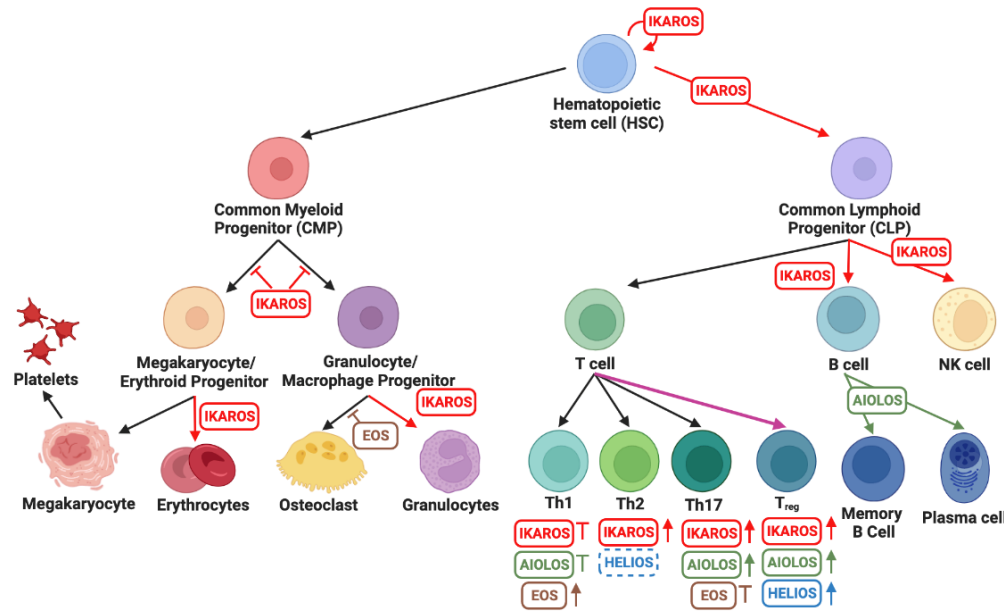 IKAROS
IKAROS
Hematopoietic
stem cell (HSC)
Common Myeloid
Progenitor (CMP)
Common Lymphoid
Progenitor (CLP)
IKAROS
IKAROS
IKAROS
Platelets
Megakaryocyte/
Erythroid Progenitor
Granulocyte/
Macrophage Progenitor
T cell
B cell
NK cell
IKAROS
IKAROS
EOS
AIOLOS
Megakaryocyte
Erythrocytes
Osteoclast
Granulocytes
Th1
Th2
Th17
Treg
Memory
B Cell
Plasma cell
IKAROS
IKAROS
IKAROS
IKAROS
AIOLOS
HELIOS
AIOLOS
AIOLOS
EOS
EOS
HELIOS